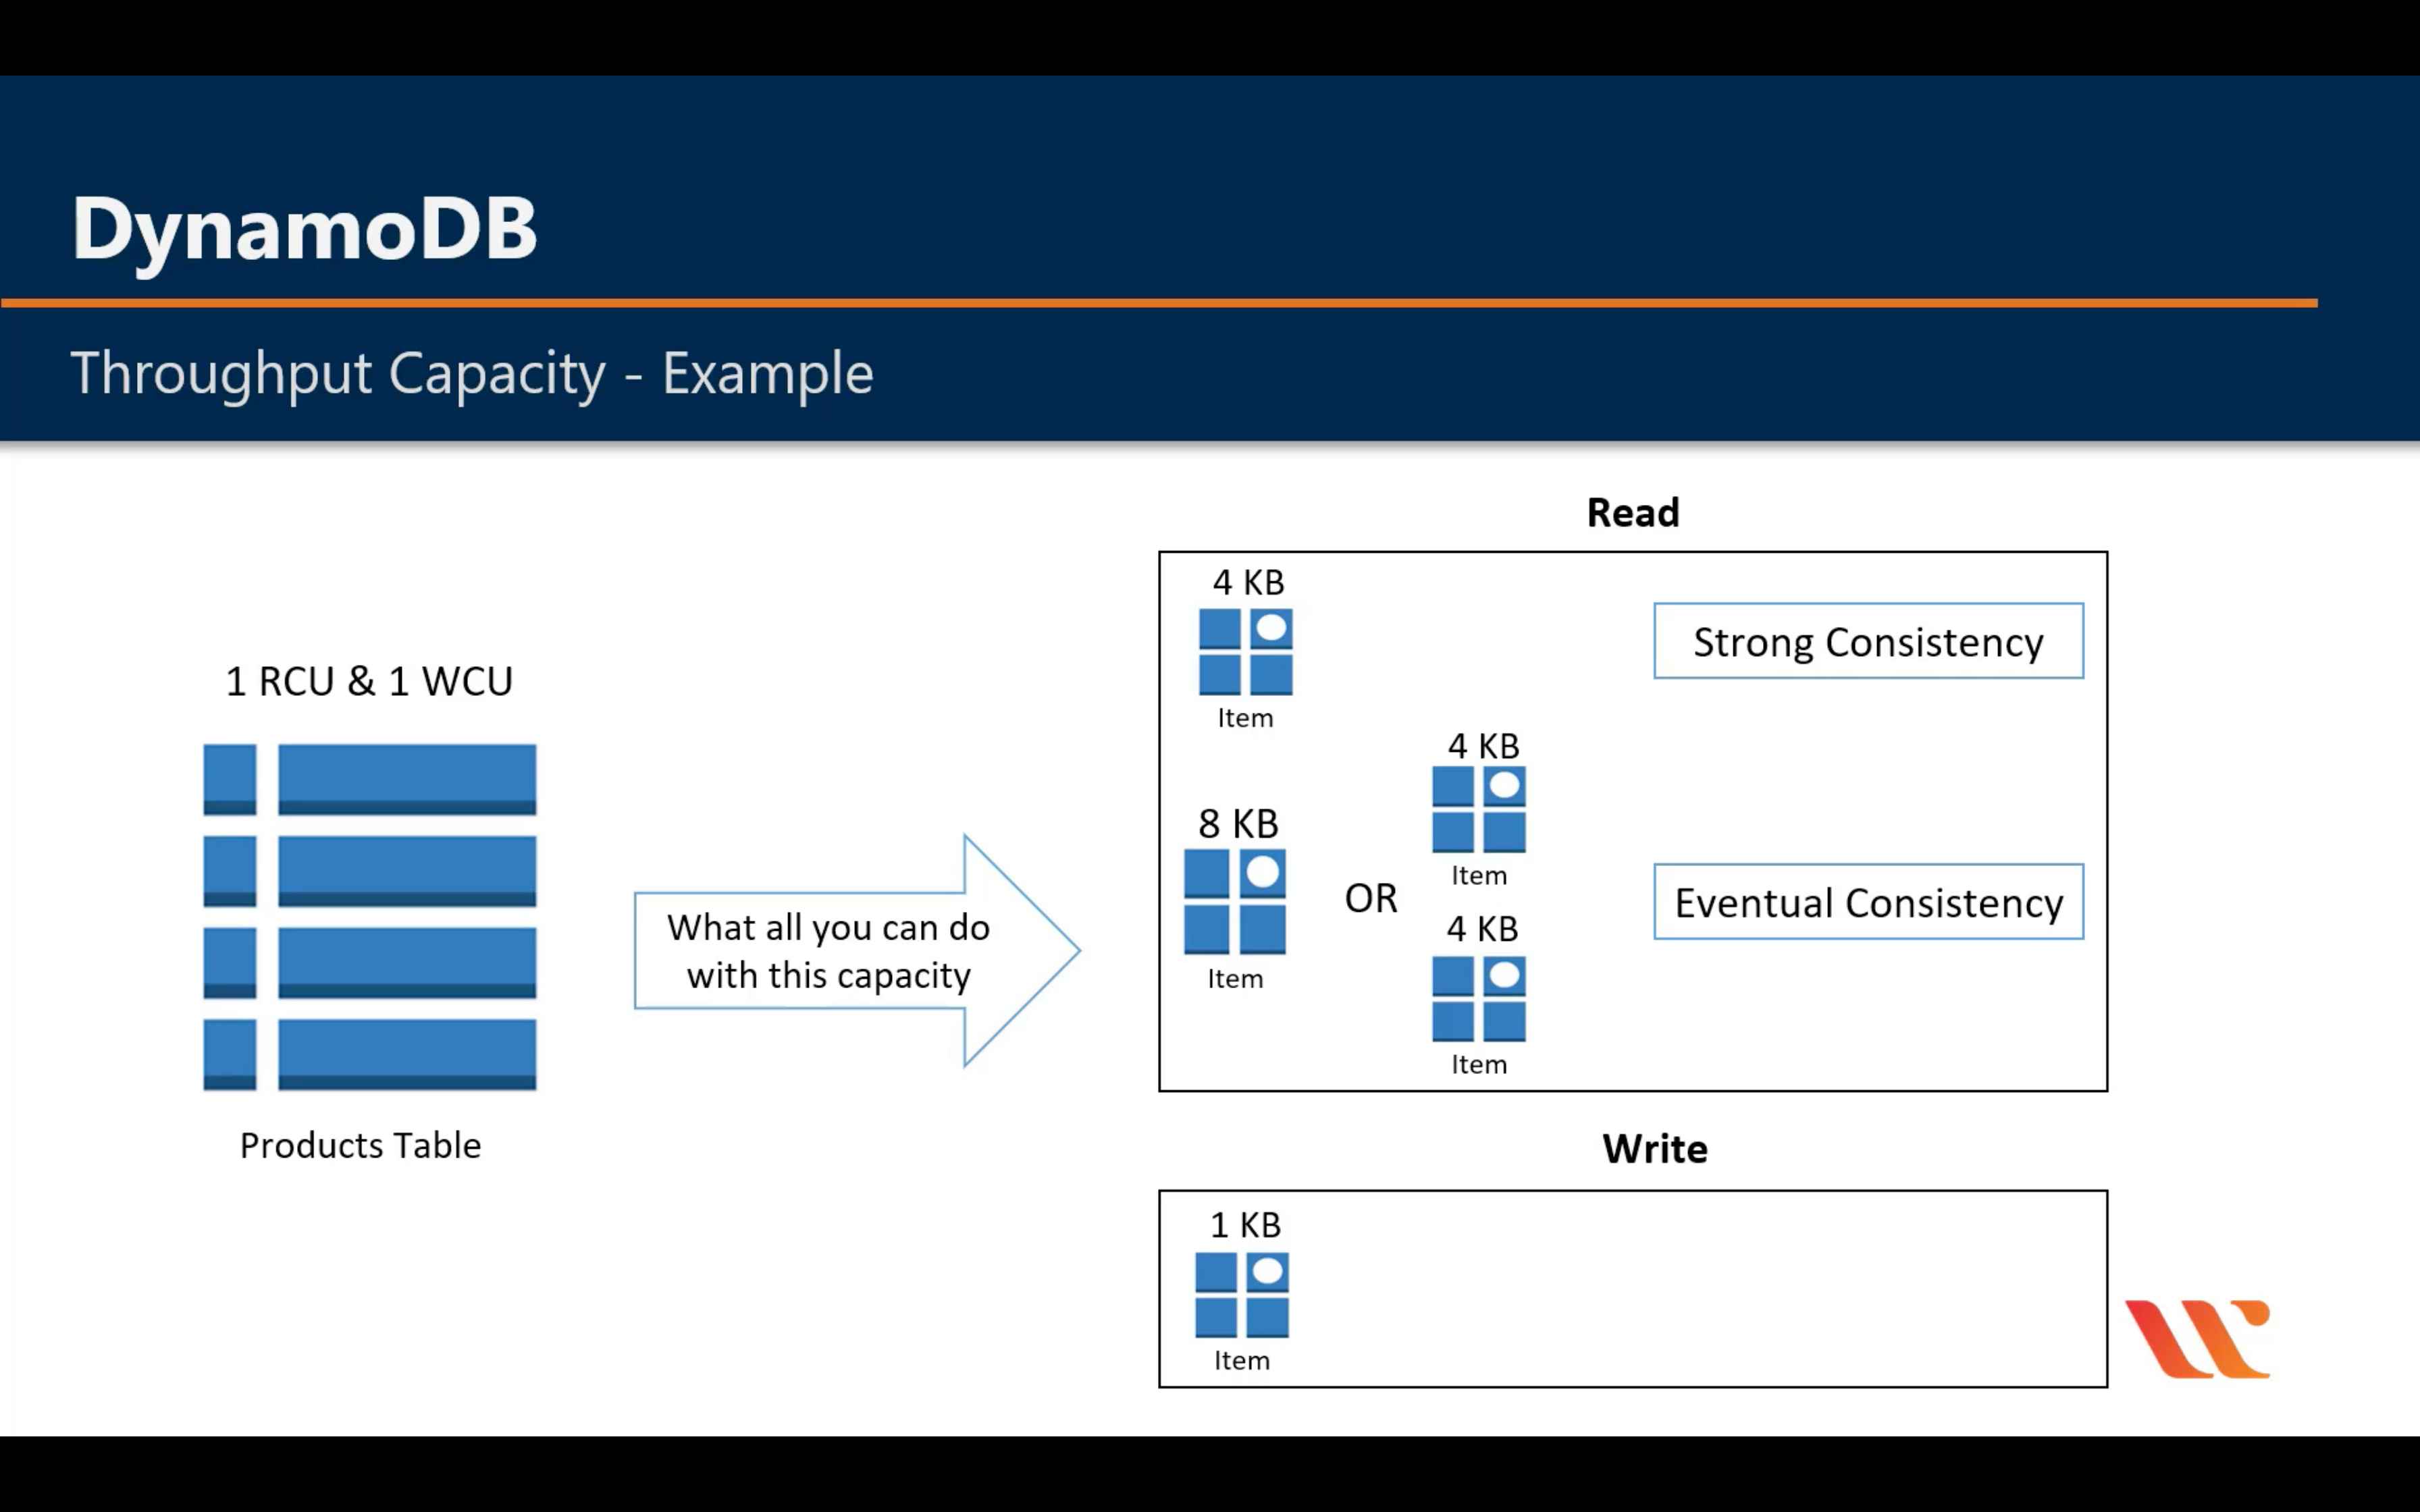 DynamoDB
Throughput Capacity - Example
1 RCU & 1 WCU
Products Table
What all you can do
with this capacity
Read
4 KB
Item
Strong Consistency
8 KB
Item
OR
4 KB
Item
4 KB
Item
Eventual Consistency
Write
1 KB
Item